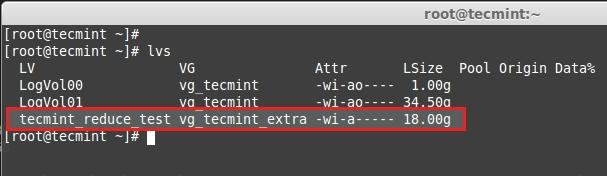 root@tecmint:~
[root@tecmint ~]#
[root@tecmint ~]# lvs
LV VG Attr LSize Pool Origin Data%
LogVol00 vg_tecmint -wi-ao---- 1.00g
LogVol01 vg_tecmint -wi-ao---- 34.50g
tecmint_reduce_test vg_tecmint_extra -wi-a----- 18.00g
[root@tecmint ~]#